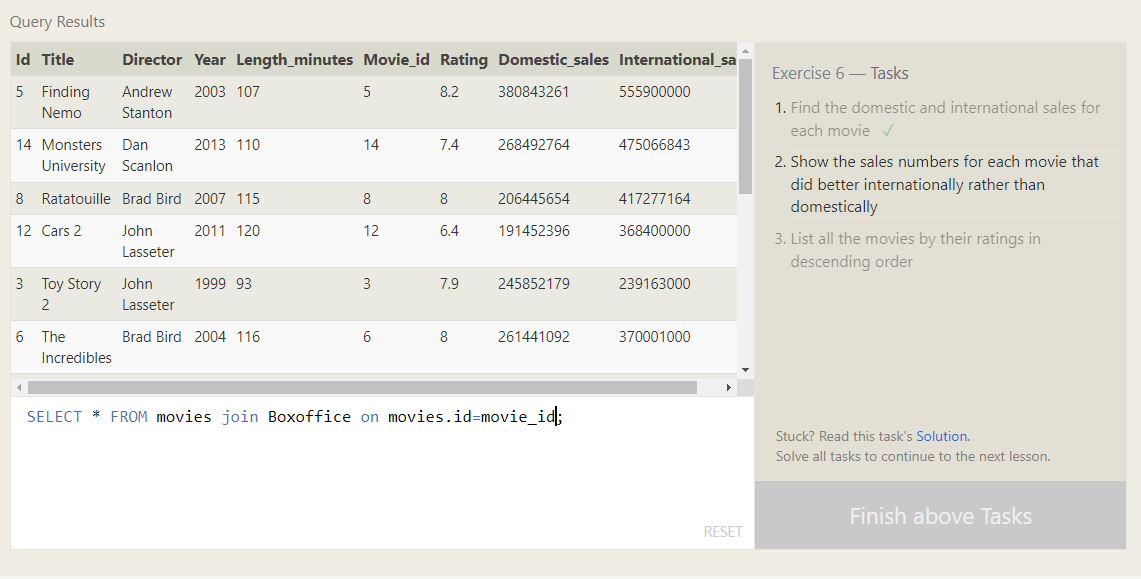 Query Results
Id Title Director Year Length_minutes Movie_id Rating Domestic_sales International_sa
5 Finding Andrew 2003 107 5 8.2 380843261 555900000
Nemo Stanton
14 Monsters Dan 2013 110 14 7.4 268492764 475066843
University Scanlon
8 Ratatouille Brad Bird 2007 115 8 8 206445654 417277164
12 Cars 2 John 2011 120 12 6.4 191452396 368400000
Lasseter
3 Toy Story John 1999 93 3 7.9 245852179 239163000
2 Lasseter
6 The Brad Bird 2004 116 6 8 261441092 370001000
Incredibles
SELECT * FROM movies join Boxoffice on movies.id=movie_id;
RESET
Exercise 6 — Tasks
1. Find the domestic and international sales for
each movie ✓
2. Show the sales numbers for each movie that
did better internationally rather than
domestically
3. List all the movies by their ratings in
descending order
Stuck? Read this task's Solution.
Solve all tasks to continue to the next lesson.
Finish above Tasks